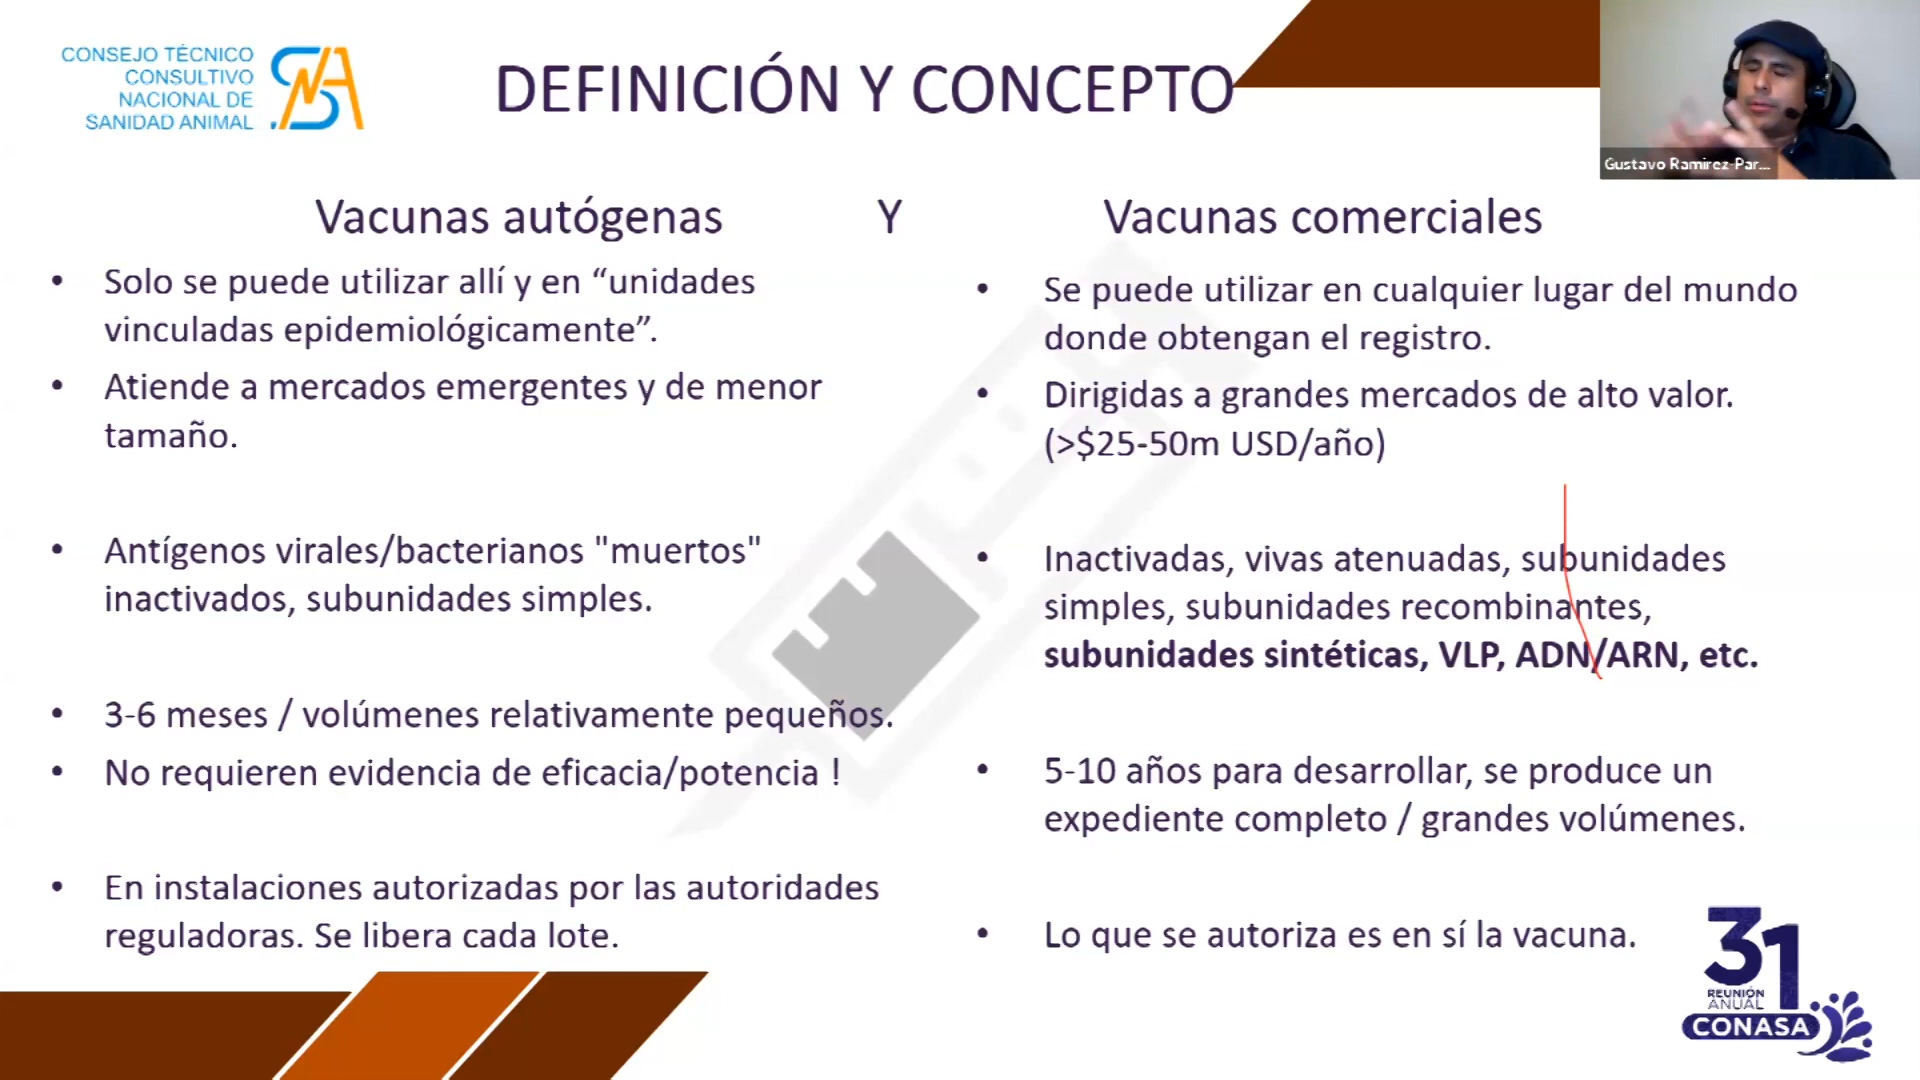 CONSEJO TÉCNICO
CONSULTIVO
NACIONAL DE
SANIDAD ANIMAL
DEFINICIÓN Y CONCEPTO
Gustavo Ramirez-Par...
Vacunas autógenas Y Vacunas comerciales
• Solo se puede utilizar allí y en “unidades
vinculadas epidemiológicamente”.
• Atiende a mercados emergentes y de menor
tamaño.
• Antígenos virales/bacterianos "muertos"
inactivados, subunidades simples.
• 3-6 meses / volúmenes relativamente pequeños.
• No requieren evidencia de eficacia/potencia !
• En instalaciones autorizadas por las autoridades
reguladoras. Se libera cada lote.
• Se puede utilizar en cualquier lugar del mundo
donde obtengan el registro.
• Dirigidas a grandes mercados de alto valor.
(>$25-50m USD/año)
• Inactivadas, vivas atenuadas, subunidades
simples, subunidades recombinantes,
subunidades sintéticas, VLP, ADN/ARN, etc.
• 5-10 años para desarrollar, se produce un
expediente completo / grandes volúmenes.
• Lo que se autoriza es en sí la vacuna.
31
REUNIÓN
ANUAL
CONASA